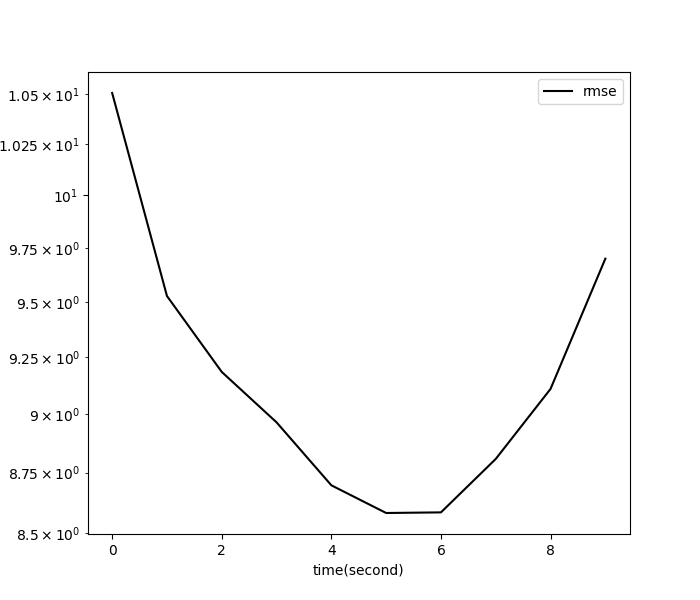 rmse
1.05 × 10¹
1.025 × 10¹
10¹
9.75 × 10⁰
9.5 × 10⁰
9.25 × 10⁰
9 × 10⁰
8.75 × 10⁰
8.5 × 10⁰
0 2 4 6 8
time(second)